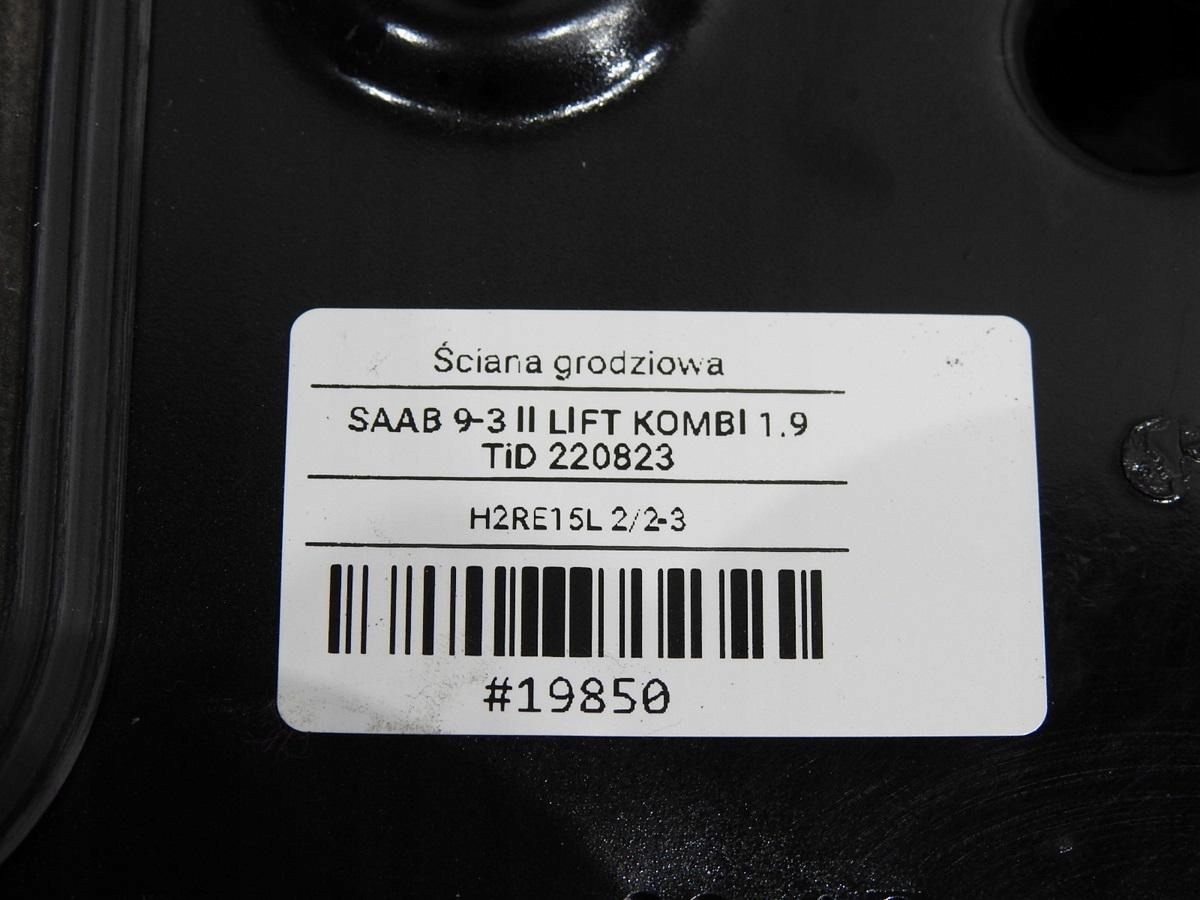 Ściana grodziowa
SAAB 9-3 II LIFT KOMBI 1.9
TiD 220823
H2RE15L 2/2-3
#19850